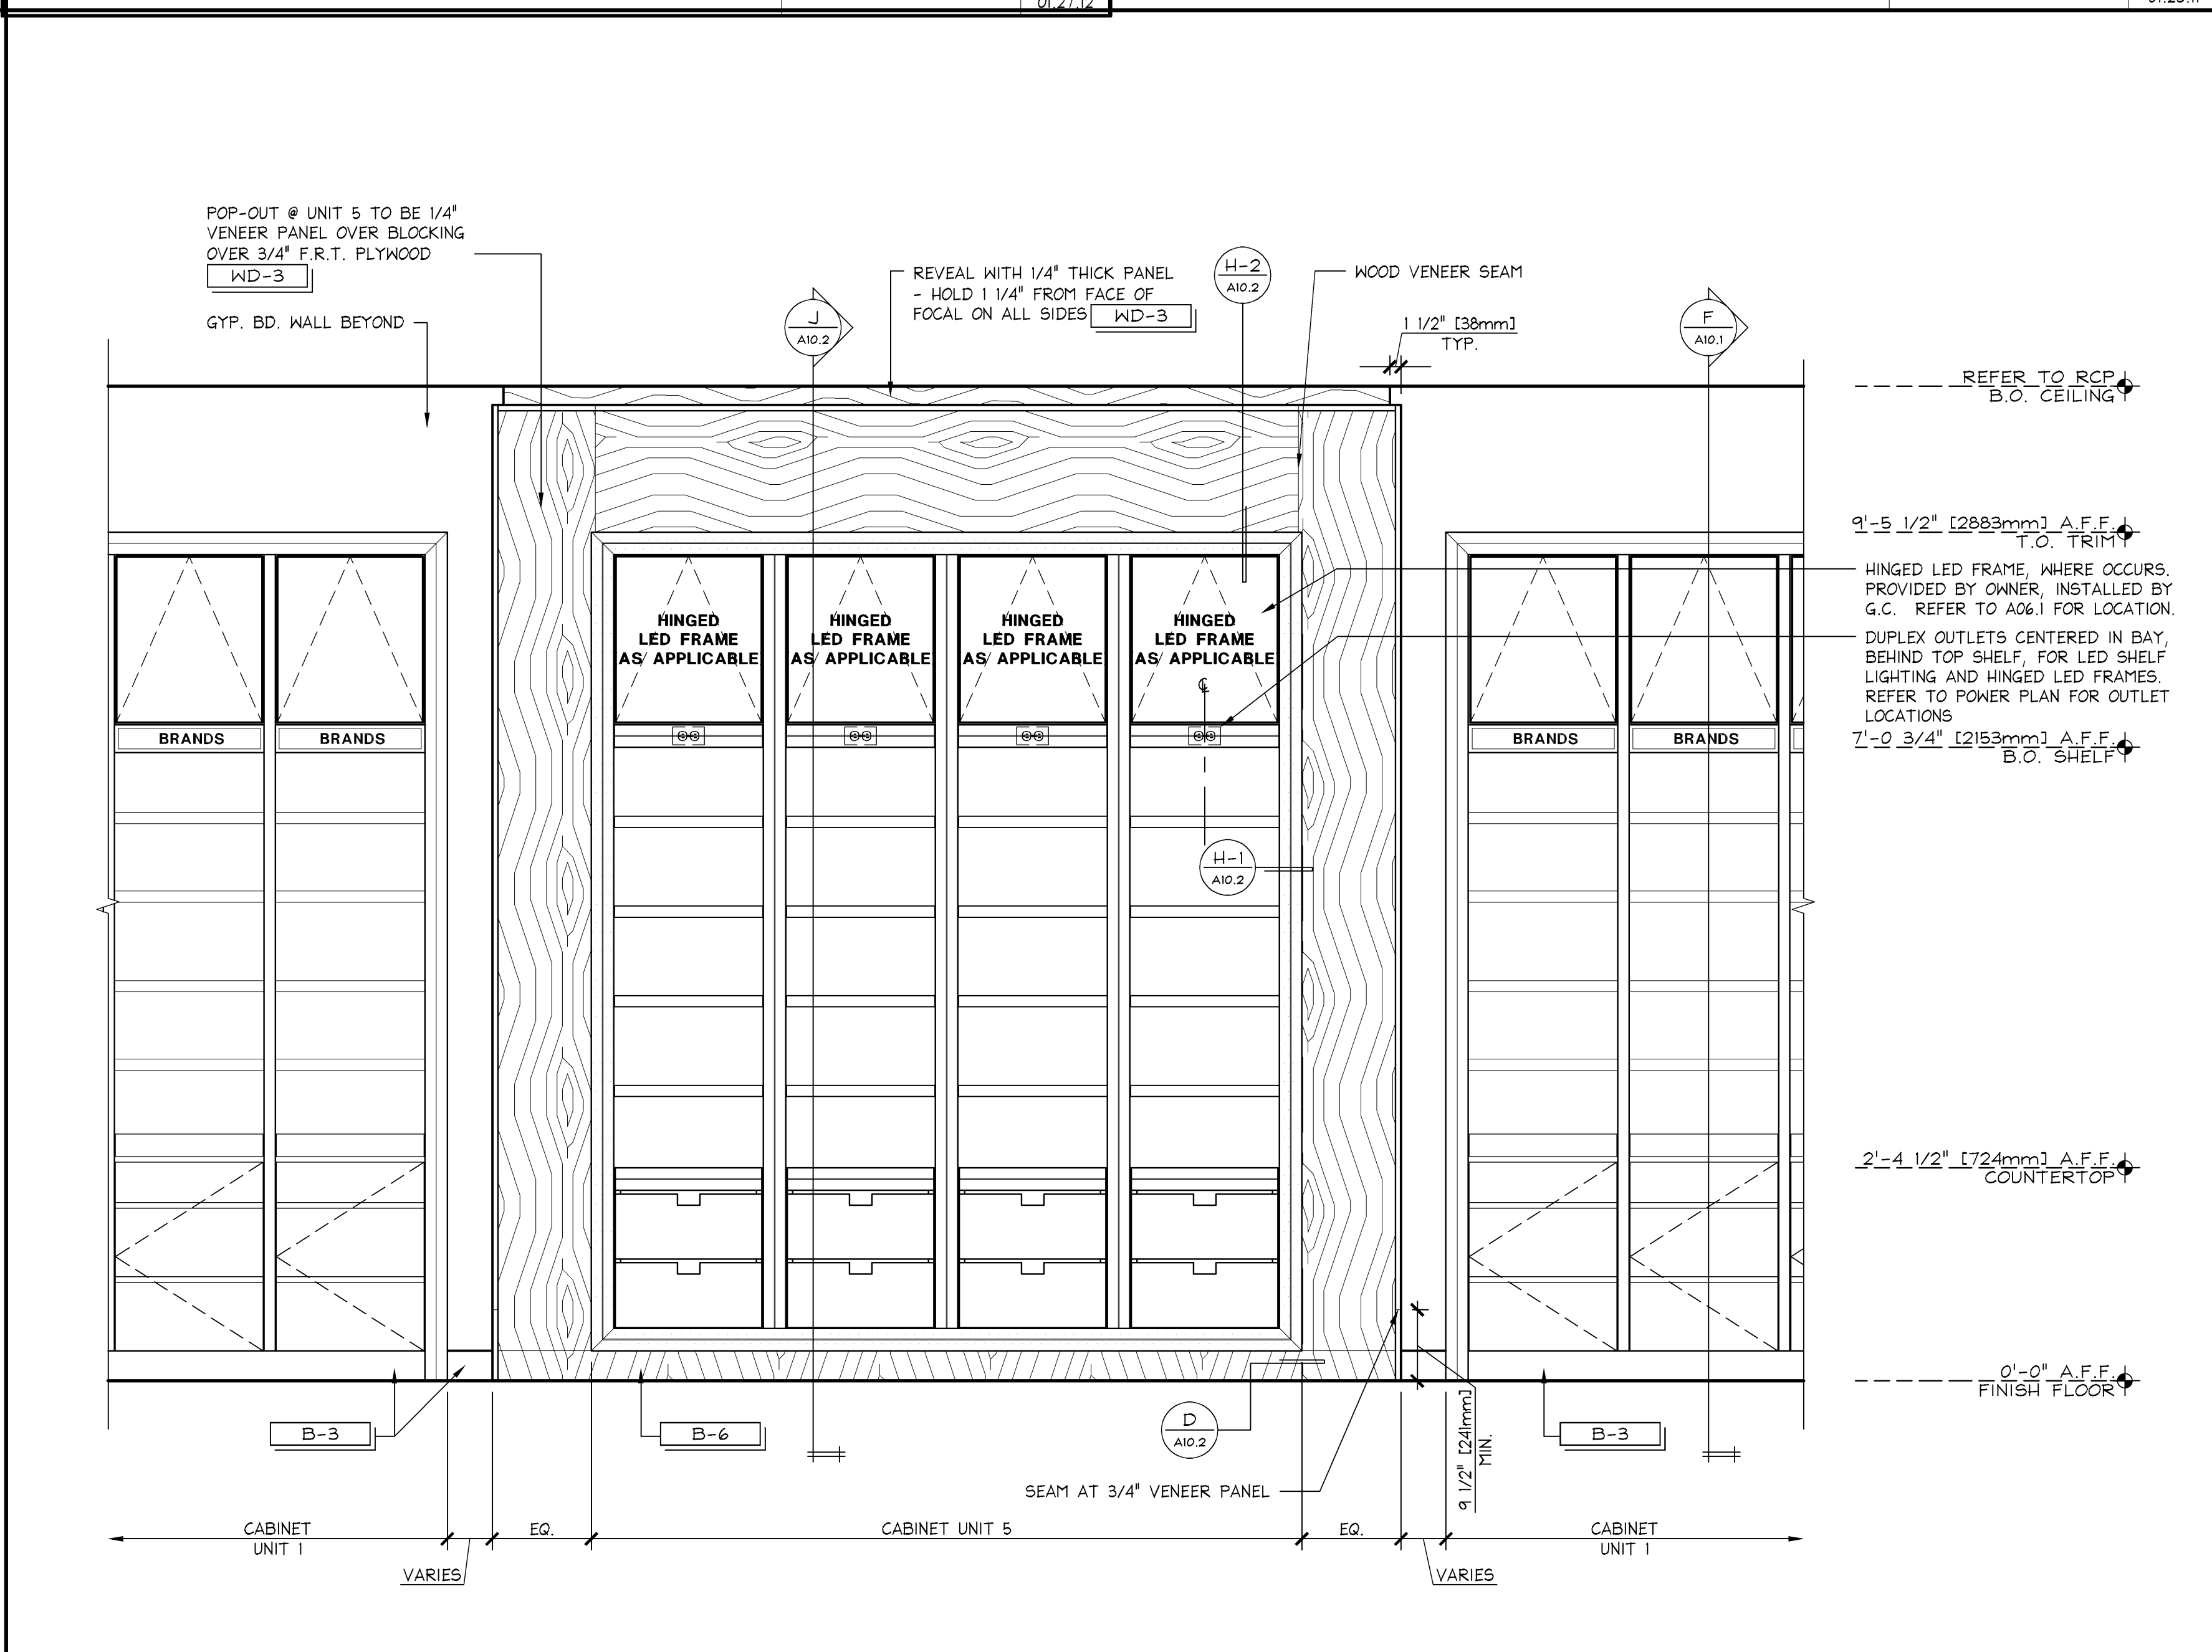 01.27.12
POP-OUT @ UNIT 5 TO BE 1/4"
VENEER PANEL OVER BLOCKING
OVER 3/4" F.R.T. PLYWOOD
WD-3
GYP. BD. WALL BEYOND
J
A10.2
REVEAL WITH 1/4" THICK PANEL
- HOLD 1 1/4" FROM FACE OF
FOCAL ON ALL SIDES WD-3
H-2
A10.2
WOOD VENEER SEAM
1 1/2" [38mm]
TYP.
F
A10.1
REFER TO RCP
B.O. CEILING
9'-5 1/2" [2883mm] A.F.F.
T.O. TRIM
HINGED LED FRAME, WHERE OCCURS.
PROVIDED BY OWNER, INSTALLED BY
G.C. REFER TO A06.1 FOR LOCATION.
DUPLEX OUTLETS CENTERED IN BAY,
BEHIND TOP SHELF, FOR LED SHELF
LIGHTING AND HINGED LED FRAMES.
REFER TO POWER PLAN FOR OUTLET
LOCATIONS
7'-0 3/4" [2153mm] A.F.F.
B.O. SHELF
HINGED
LED FRAME
AS APPLICABLE
HINGED
LED FRAME
AS APPLICABLE
HINGED
LED FRAME
AS APPLICABLE
HINGED
LED FRAME
AS APPLICABLE
BRANDS
BRANDS
BRANDS
BRANDS
H-1
A10.2
2'-4 1/2" [724mm] A.F.F.
COUNTERTOP
0'-0" A.F.F.
FINISH FLOOR
B-3
B-6
D
A10.2
9 1/2" [241mm]
MIN.
B-3
SEAM AT 3/4" VENEER PANEL
CABINET
UNIT 1
VARIES
EQ.
CABINET UNIT 5
EQ.
VARIES
CABINET
UNIT 1